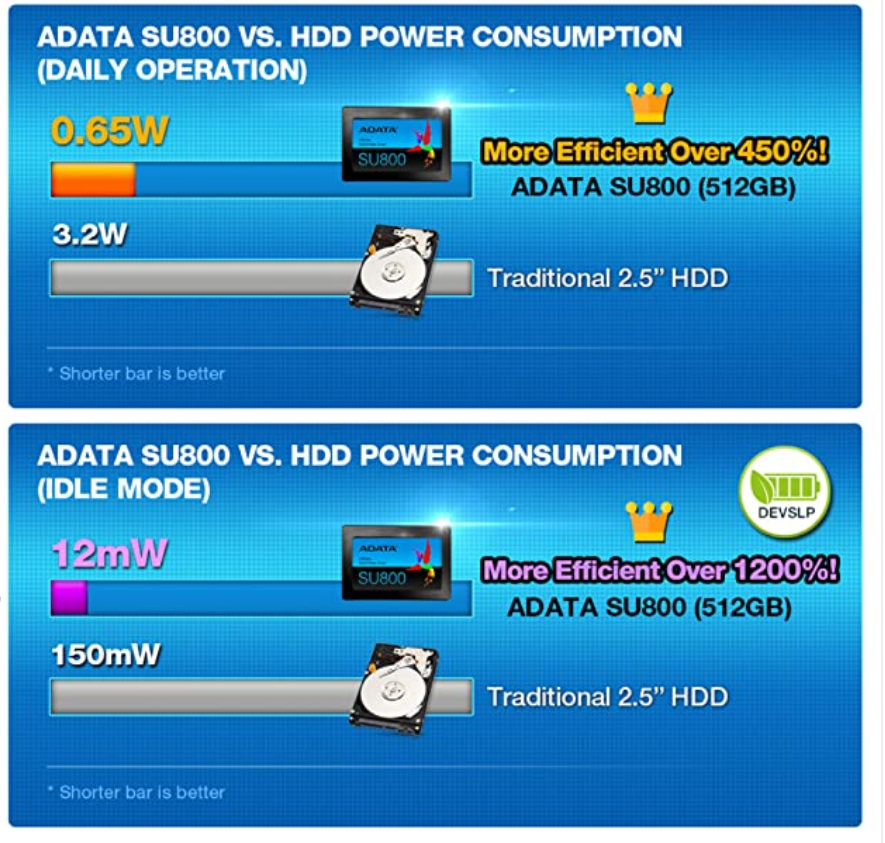 ADATA SU800 VS. HDD POWER CONSUMPTION
(DAILY OPERATION)
0.65W
ADATA
SU800
More Efficient Over 450%!
ADATA SU800 (512GB)
3.2W
Traditional 2.5” HDD
* Shorter bar is better
ADATA SU800 VS. HDD POWER CONSUMPTION
(IDLE MODE)
DEVSLP
12mW
ADATA
SU800
More Efficient Over 1200%!
ADATA SU800 (512GB)
150mW
Traditional 2.5” HDD
* Shorter bar is better